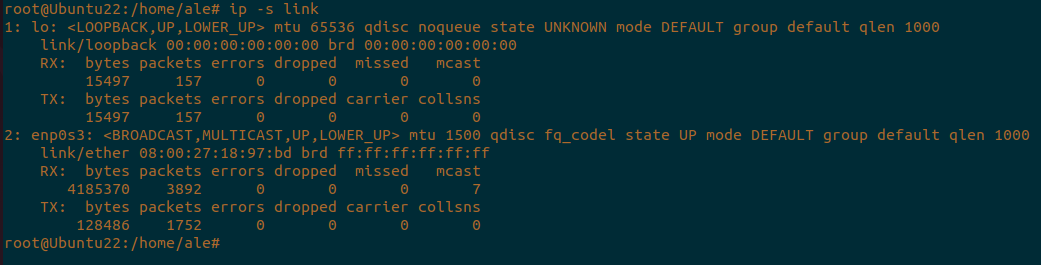 root@Ubuntu22:/home/ale# ip -s link
1: lo: <LOOPBACK,UP,LOWER_UP> mtu 65536 qdisc noqueue state UNKNOWN mode DEFAULT group default qlen 1000
    link/loopback 00:00:00:00:00:00 brd 00:00:00:00:00:00
    RX:  bytes packets errors dropped  missed   mcast
         15497     157      0       0       0       0
    TX:  bytes packets errors dropped carrier collsns
         15497     157      0       0       0       0
2: enp0s3: <BROADCAST,MULTICAST,UP,LOWER_UP> mtu 1500 qdisc fq_codel state UP mode DEFAULT group default qlen 1000
    link/ether 08:00:27:18:97:bd brd ff:ff:ff:ff:ff:ff
    RX:  bytes packets errors dropped  missed   mcast
       4185370    3892      0       0       0       7
    TX:  bytes packets errors dropped carrier collsns
        128486    1752      0       0       0       0
root@Ubuntu22:/home/ale#